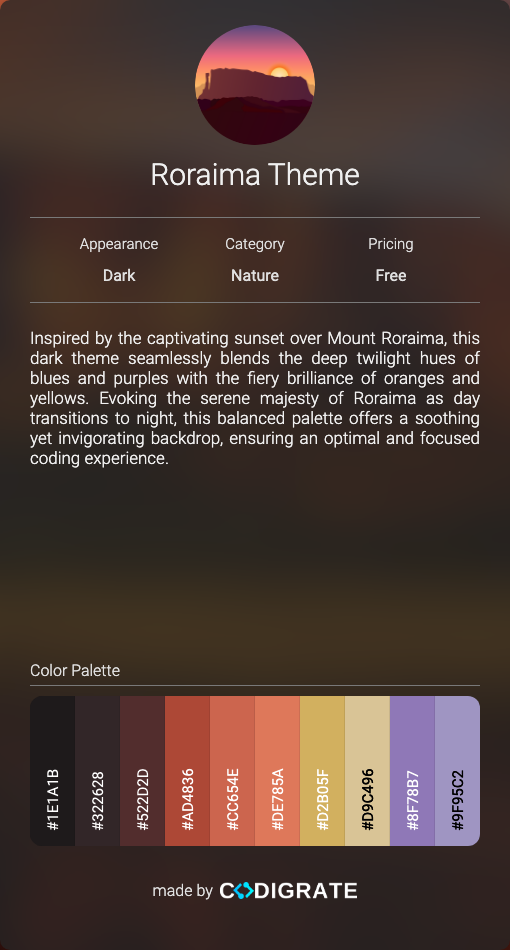 Roraima Theme
Appearance Category Pricing
Dark Nature Free
Inspired by the captivating sunset over Mount Roraima, this
dark theme seamlessly blends the deep twilight hues of
blues and purples with the fiery brilliance of oranges and
yellows. Evoking the serene majesty of Roraima as day
transitions to night, this balanced palette offers a soothing
yet invigorating backdrop, ensuring an optimal and focused
coding experience.
Color Palette
#1E1A1B
#322628
#522D2D
#AD4836
#CC654E
#DE785A
#D2B05F
#D9C496
#8F78B7
#9F95C2
made by CODIGRATE